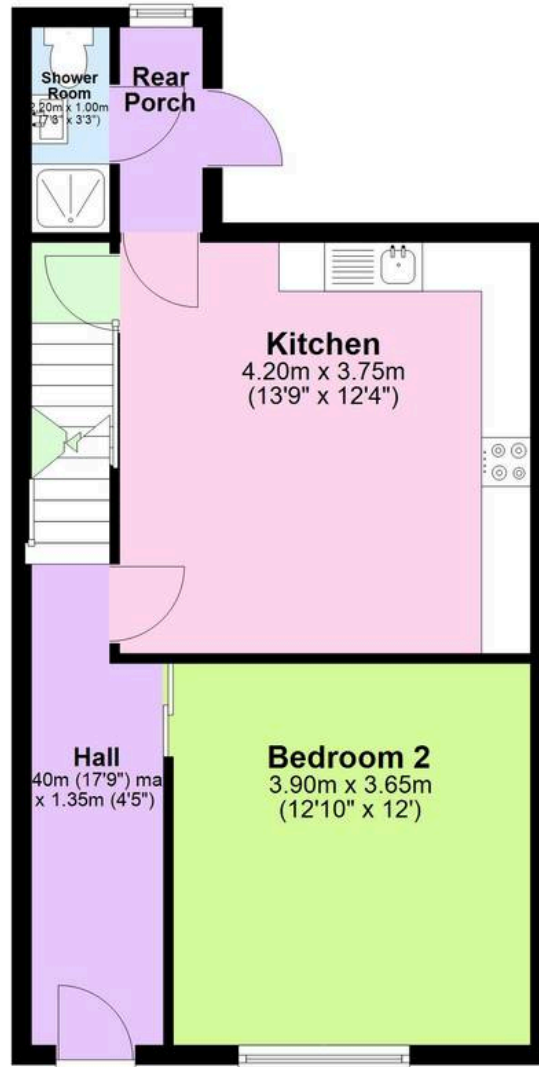 Shower
Room
2.20m x 1.00m
(7'3" x 3'3")
Rear
Porch
Kitchen
4.20m x 3.75m
(13'9" x 12'4")
Hall
40m (17'9") ma
x 1.35m (4'5")
Bedroom 2
3.90m x 3.65m
(12'10" x 12')